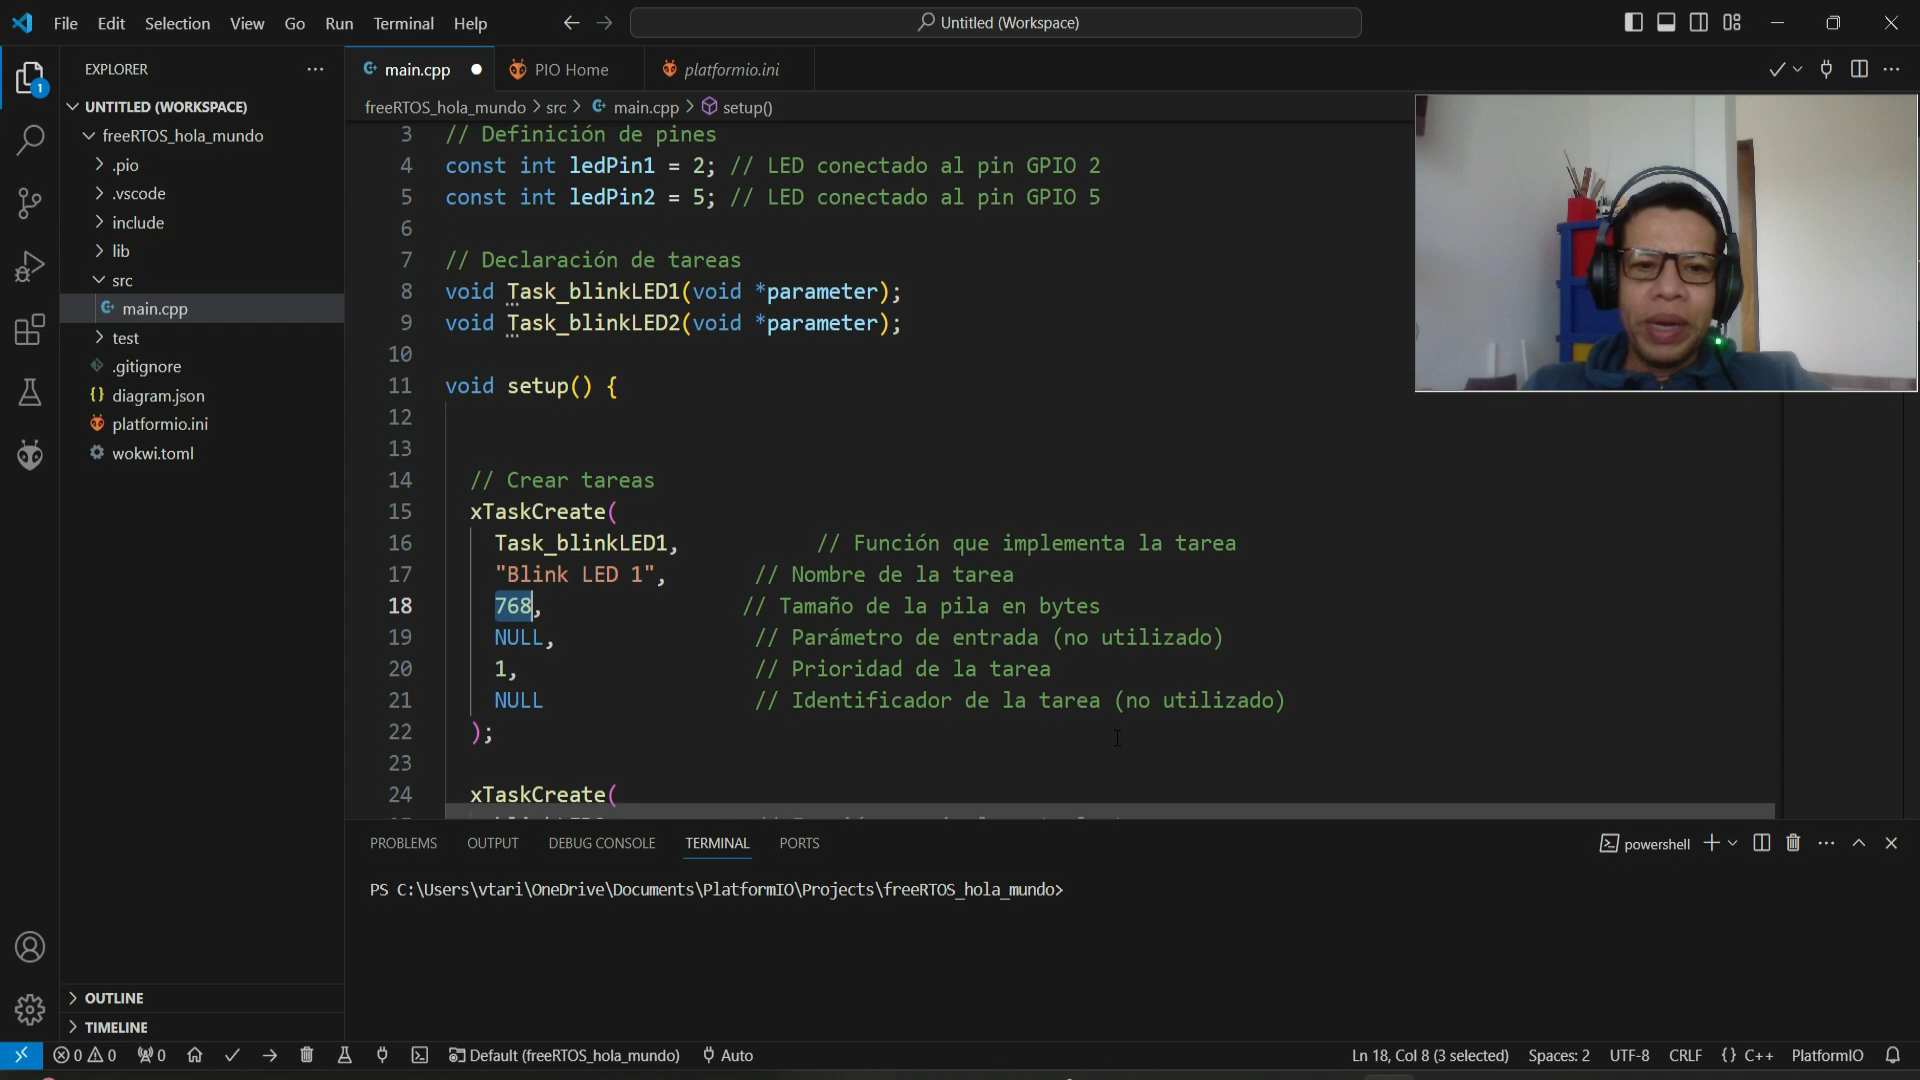 File Edit Selection View Go Run Terminal Help
Untitled (Workspace)
EXPLORER
main.cpp
PIO Home
platformio.ini
1
UNTITLED (WORKSPACE)
freeRTOS_hola_mundo
.pio
.vscode
include
lib
src
main.cpp
test
.gitignore
diagram.json
platformio.ini
wokwi.toml
OUTLINE
TIMELINE
freeRTOS_hola_mundo > src > main.cpp > setup()
3 // Definición de pines
4 const int ledPin1 = 2; // LED conectado al pin GPIO 2
5 const int ledPin2 = 5; // LED conectado al pin GPIO 5
6
7 // Declaración de tareas
8 void Task_blinkLED1(void *parameter);
9 void Task_blinkLED2(void *parameter);
10
11 void setup() {
12
13
14 // Crear tareas
15 xTaskCreate(
16 Task_blinkLED1, // Función que implementa la tarea
17 "Blink LED 1", // Nombre de la tarea
18 768, // Tamaño de la pila en bytes
19 NULL, // Parámetro de entrada (no utilizado)
20 1, // Prioridad de la tarea
21 NULL // Identificador de la tarea (no utilizado)
22 );
23
24 xTaskCreate(
PROBLEMS OUTPUT DEBUG CONSOLE TERMINAL PORTS
powershell
PS C:\Users\vtari\OneDrive\Documents\PlatformIO\Projects\freeRTOS_hola_mundo>
0 0 0 Default (freeRTOS_hola_mundo) Auto
Ln 18, Col 8 (3 selected) Spaces: 2 UTF-8 CRLF {} C++ PlatformIO